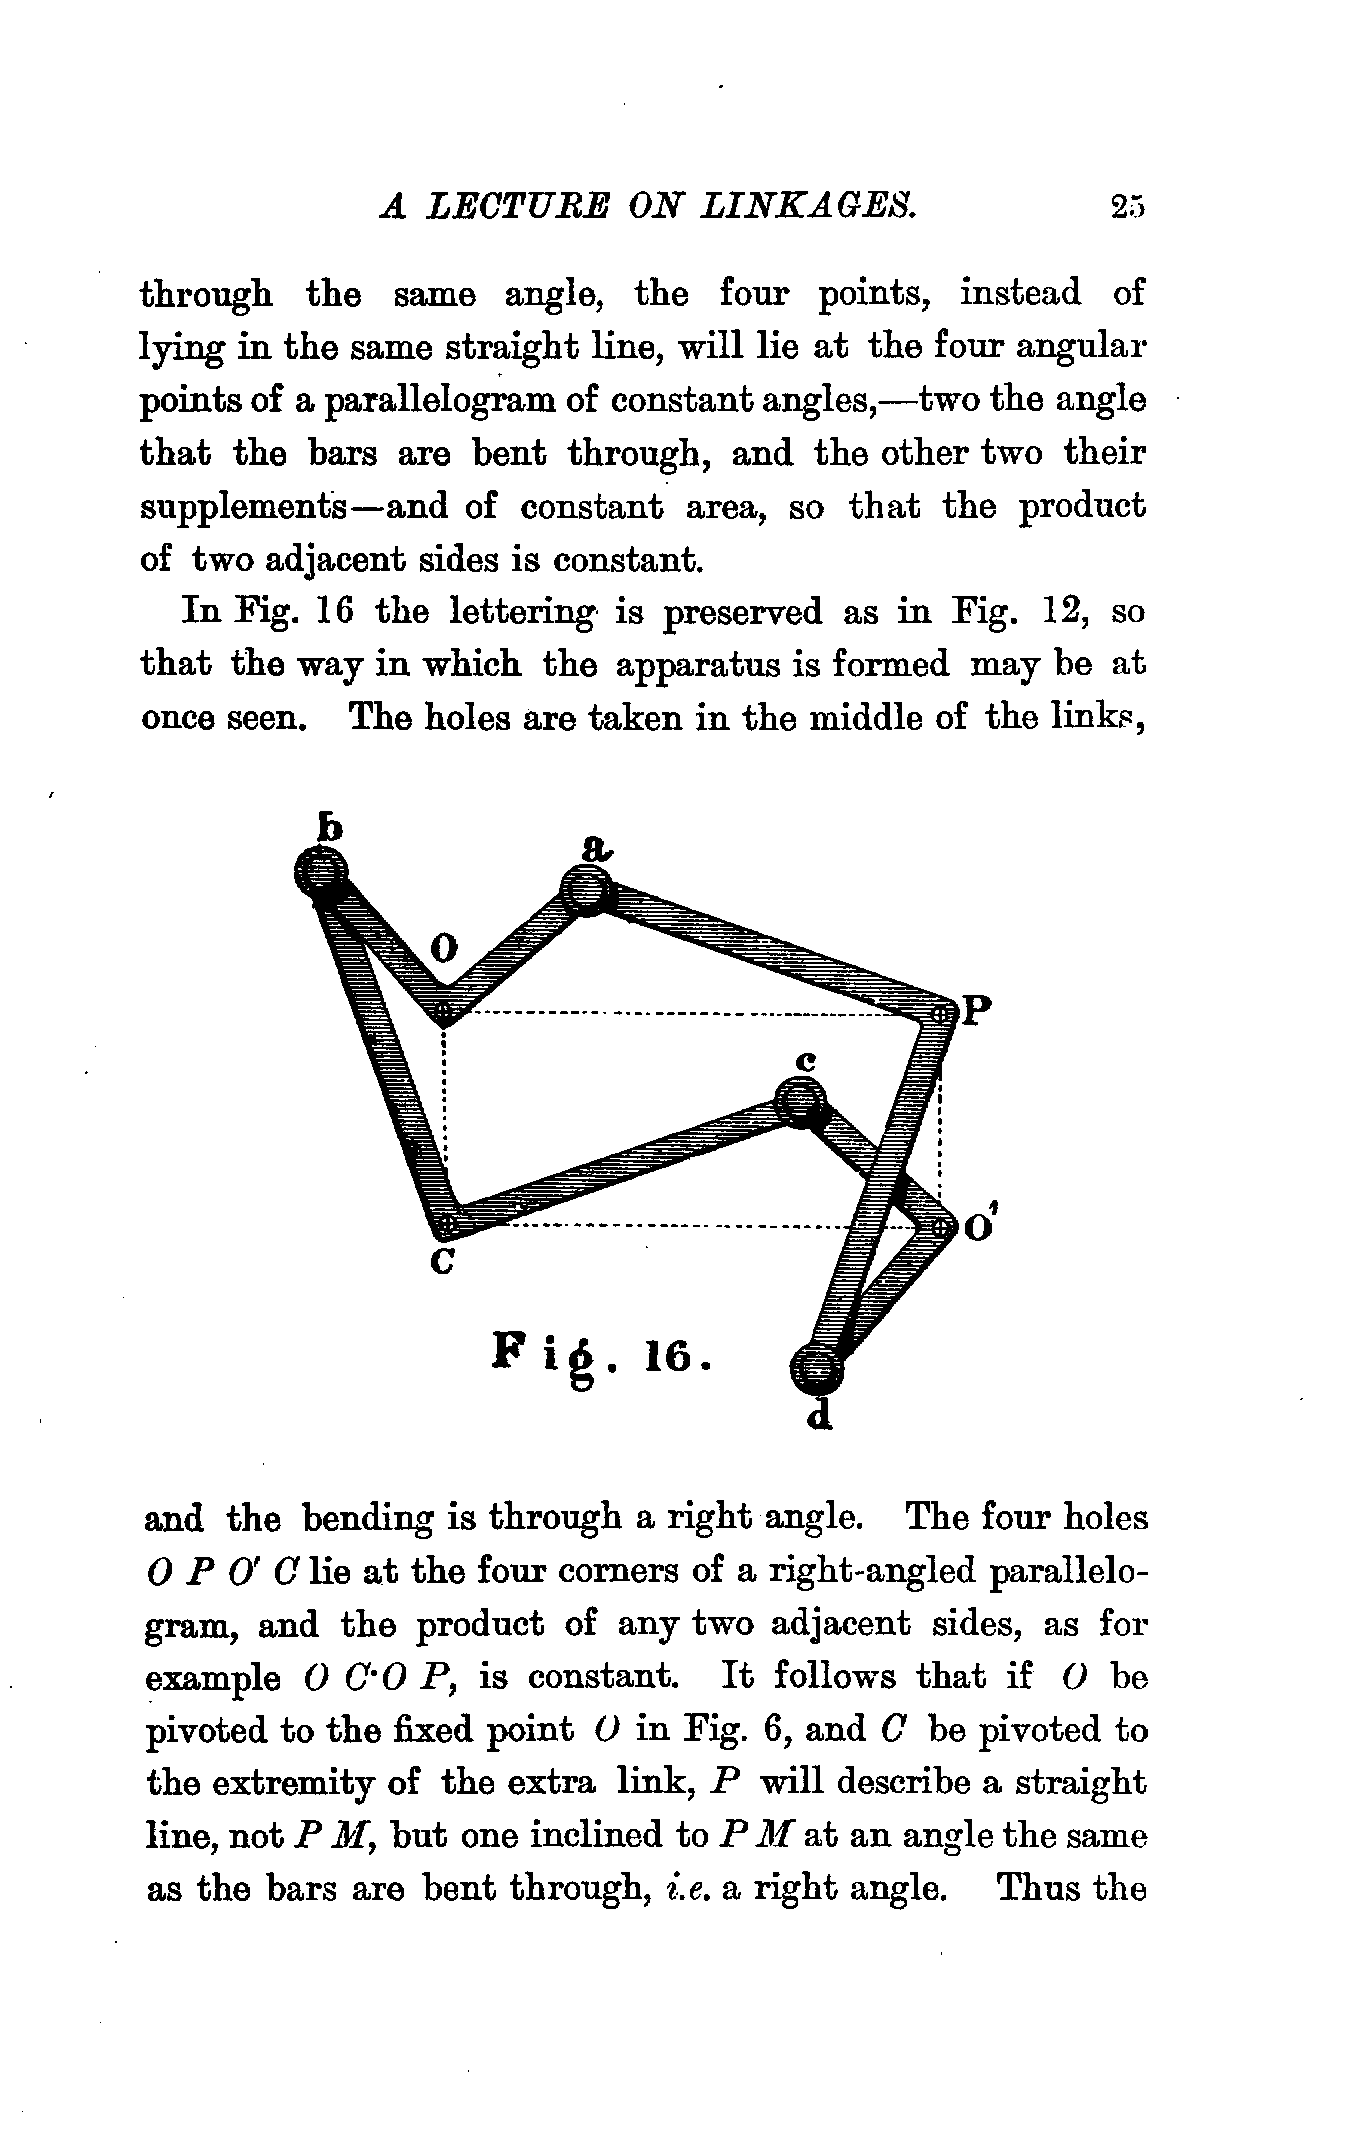 A LECTURE ON LINKAGES. 25
through the same angle, the four points, instead of
lying in the same straight line, will lie at the four angular
points of a parallelogram of constant angles,—two the angle
that the bars are bent through, and the other two their
supplements—and of constant area, so that the product
of two adjacent sides is constant.
In Fig. 16 the lettering is preserved as in Fig. 12, so
that the way in which the apparatus is formed may be at
once seen. The holes are taken in the middle of the links,
b
a
O
P
c
O'
C
Fig. 16.
d
and the bending is through a right angle. The four holes
O P O' C lie at the four corners of a right-angled parallelo-
gram, and the product of any two adjacent sides, as for
example O C·O P, is constant. It follows that if O be
pivoted to the fixed point O in Fig. 6, and C be pivoted to
the extremity of the extra link, P will describe a straight
line, not P M, but one inclined to P M at an angle the same
as the bars are bent through, i.e. a right angle. Thus the